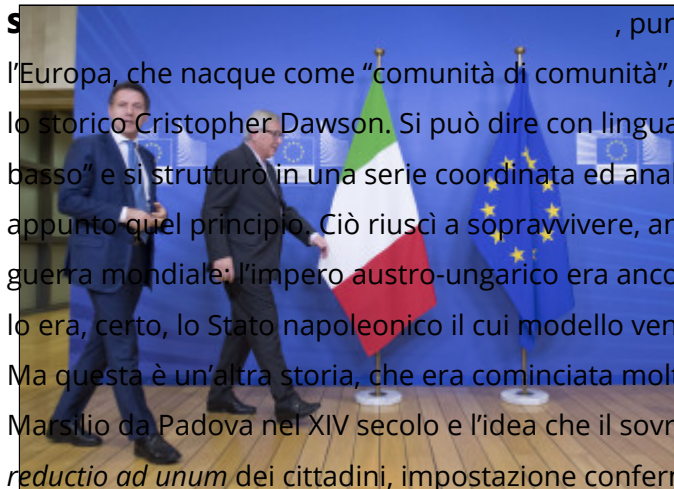 s , pur
l’Europa, che nacque come “comunità di comunità”,
lo storico Cristopher Dawson. Si può dire con lingua
basso” e si strutturò in una serie coordinata ed anal
appunto quel principio. Ciò riuscì a sopravvivere, an
guerra mondiale: l’impero austro-ungarico era anco
lo era, certo, lo Stato napoleonico il cui modello ven
Ma questa è un’altra storia, che era cominciata molt
Marsilio da Padova nel XIV secolo e l’idea che il sovr
reductio ad unum dei cittadini, impostazione conferm